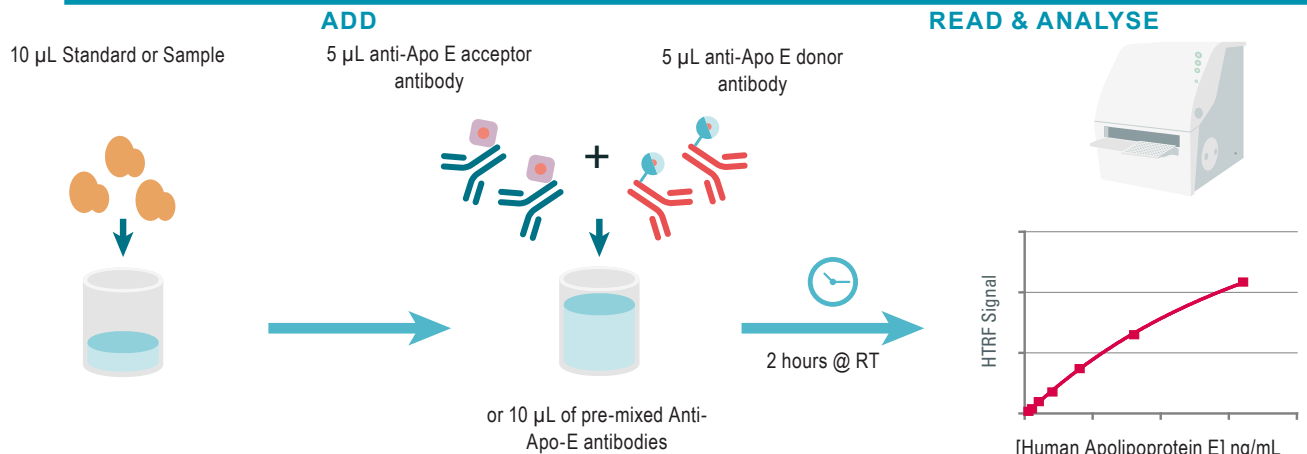 ADD
READ & ANALYSE
10 µL Standard or Sample
5 µL anti-Apo E acceptor
antibody
5 µL anti-Apo E donor
antibody
+
2 hours @ RT
or 10 µL of pre-mixed Anti-
Apo-E antibodies
HTRF Signal
[Human Apolipoprotein E] ng/mL